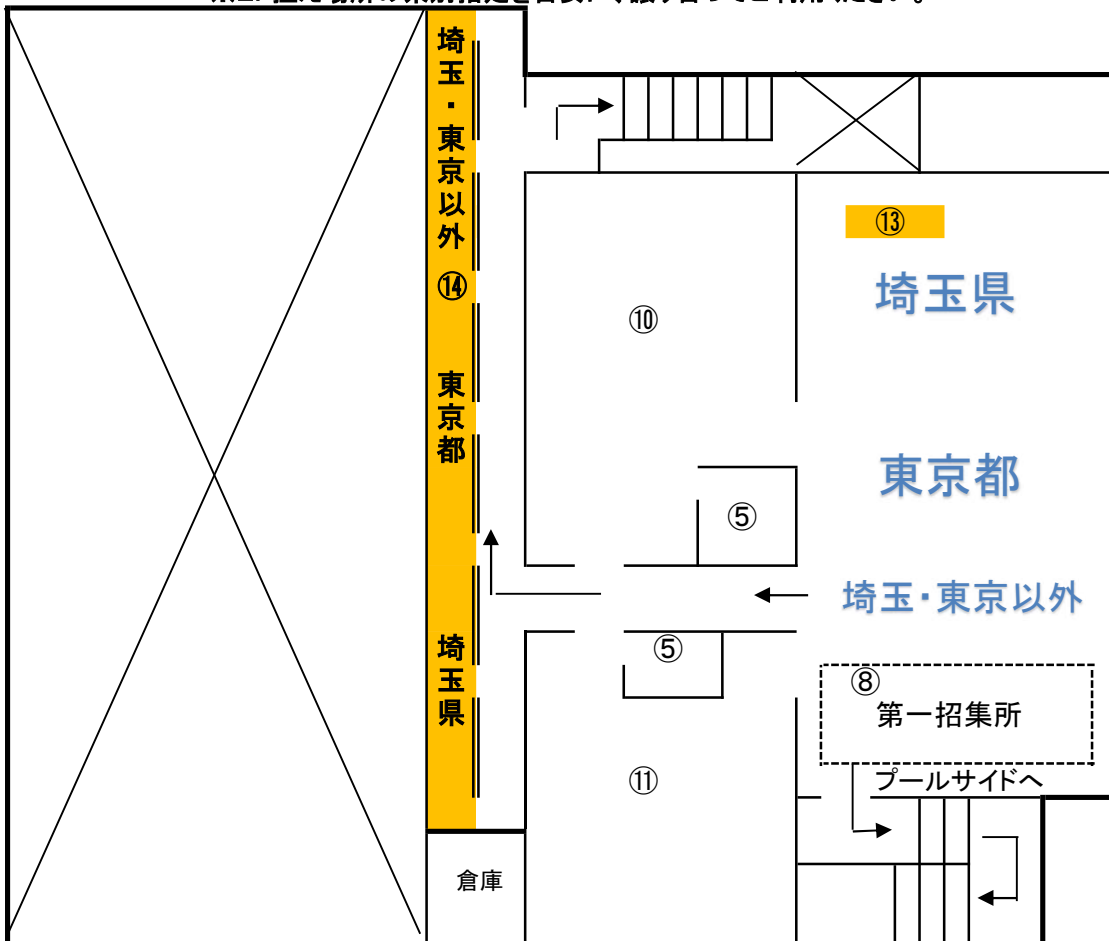 埼玉・東京以外 ⑭
東京都
埼玉県
⑬
埼玉県
⑩
東京都
⑤
埼玉・東京以外
⑤
⑧
第一招集所
⑪
プールサイドへ
倉庫